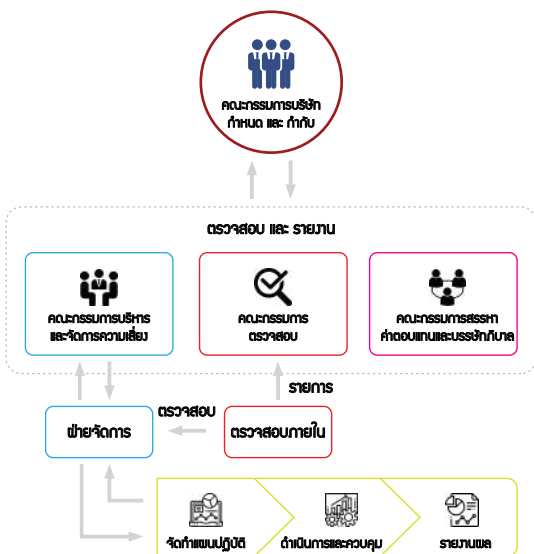 คณะกรรมการบริษัท
กำหนด และ กำกับ
ตรวจสอบ และ รายงาน
คณะกรรมการบริหาร
และจัดการความเสี่ยง
คณะกรรมการ
ตรวจสอบ
คณะกรรมการสรรหา
ค่าตอบแทนและบรรษัทภิบาล
รายการ
ฝ่ายจัดการ
ตรวจสอบ
ตรวจสอบภายใน
จัดทำแผนปฏิบัติ
ดำเนินการและควบคุม
รายงานผล